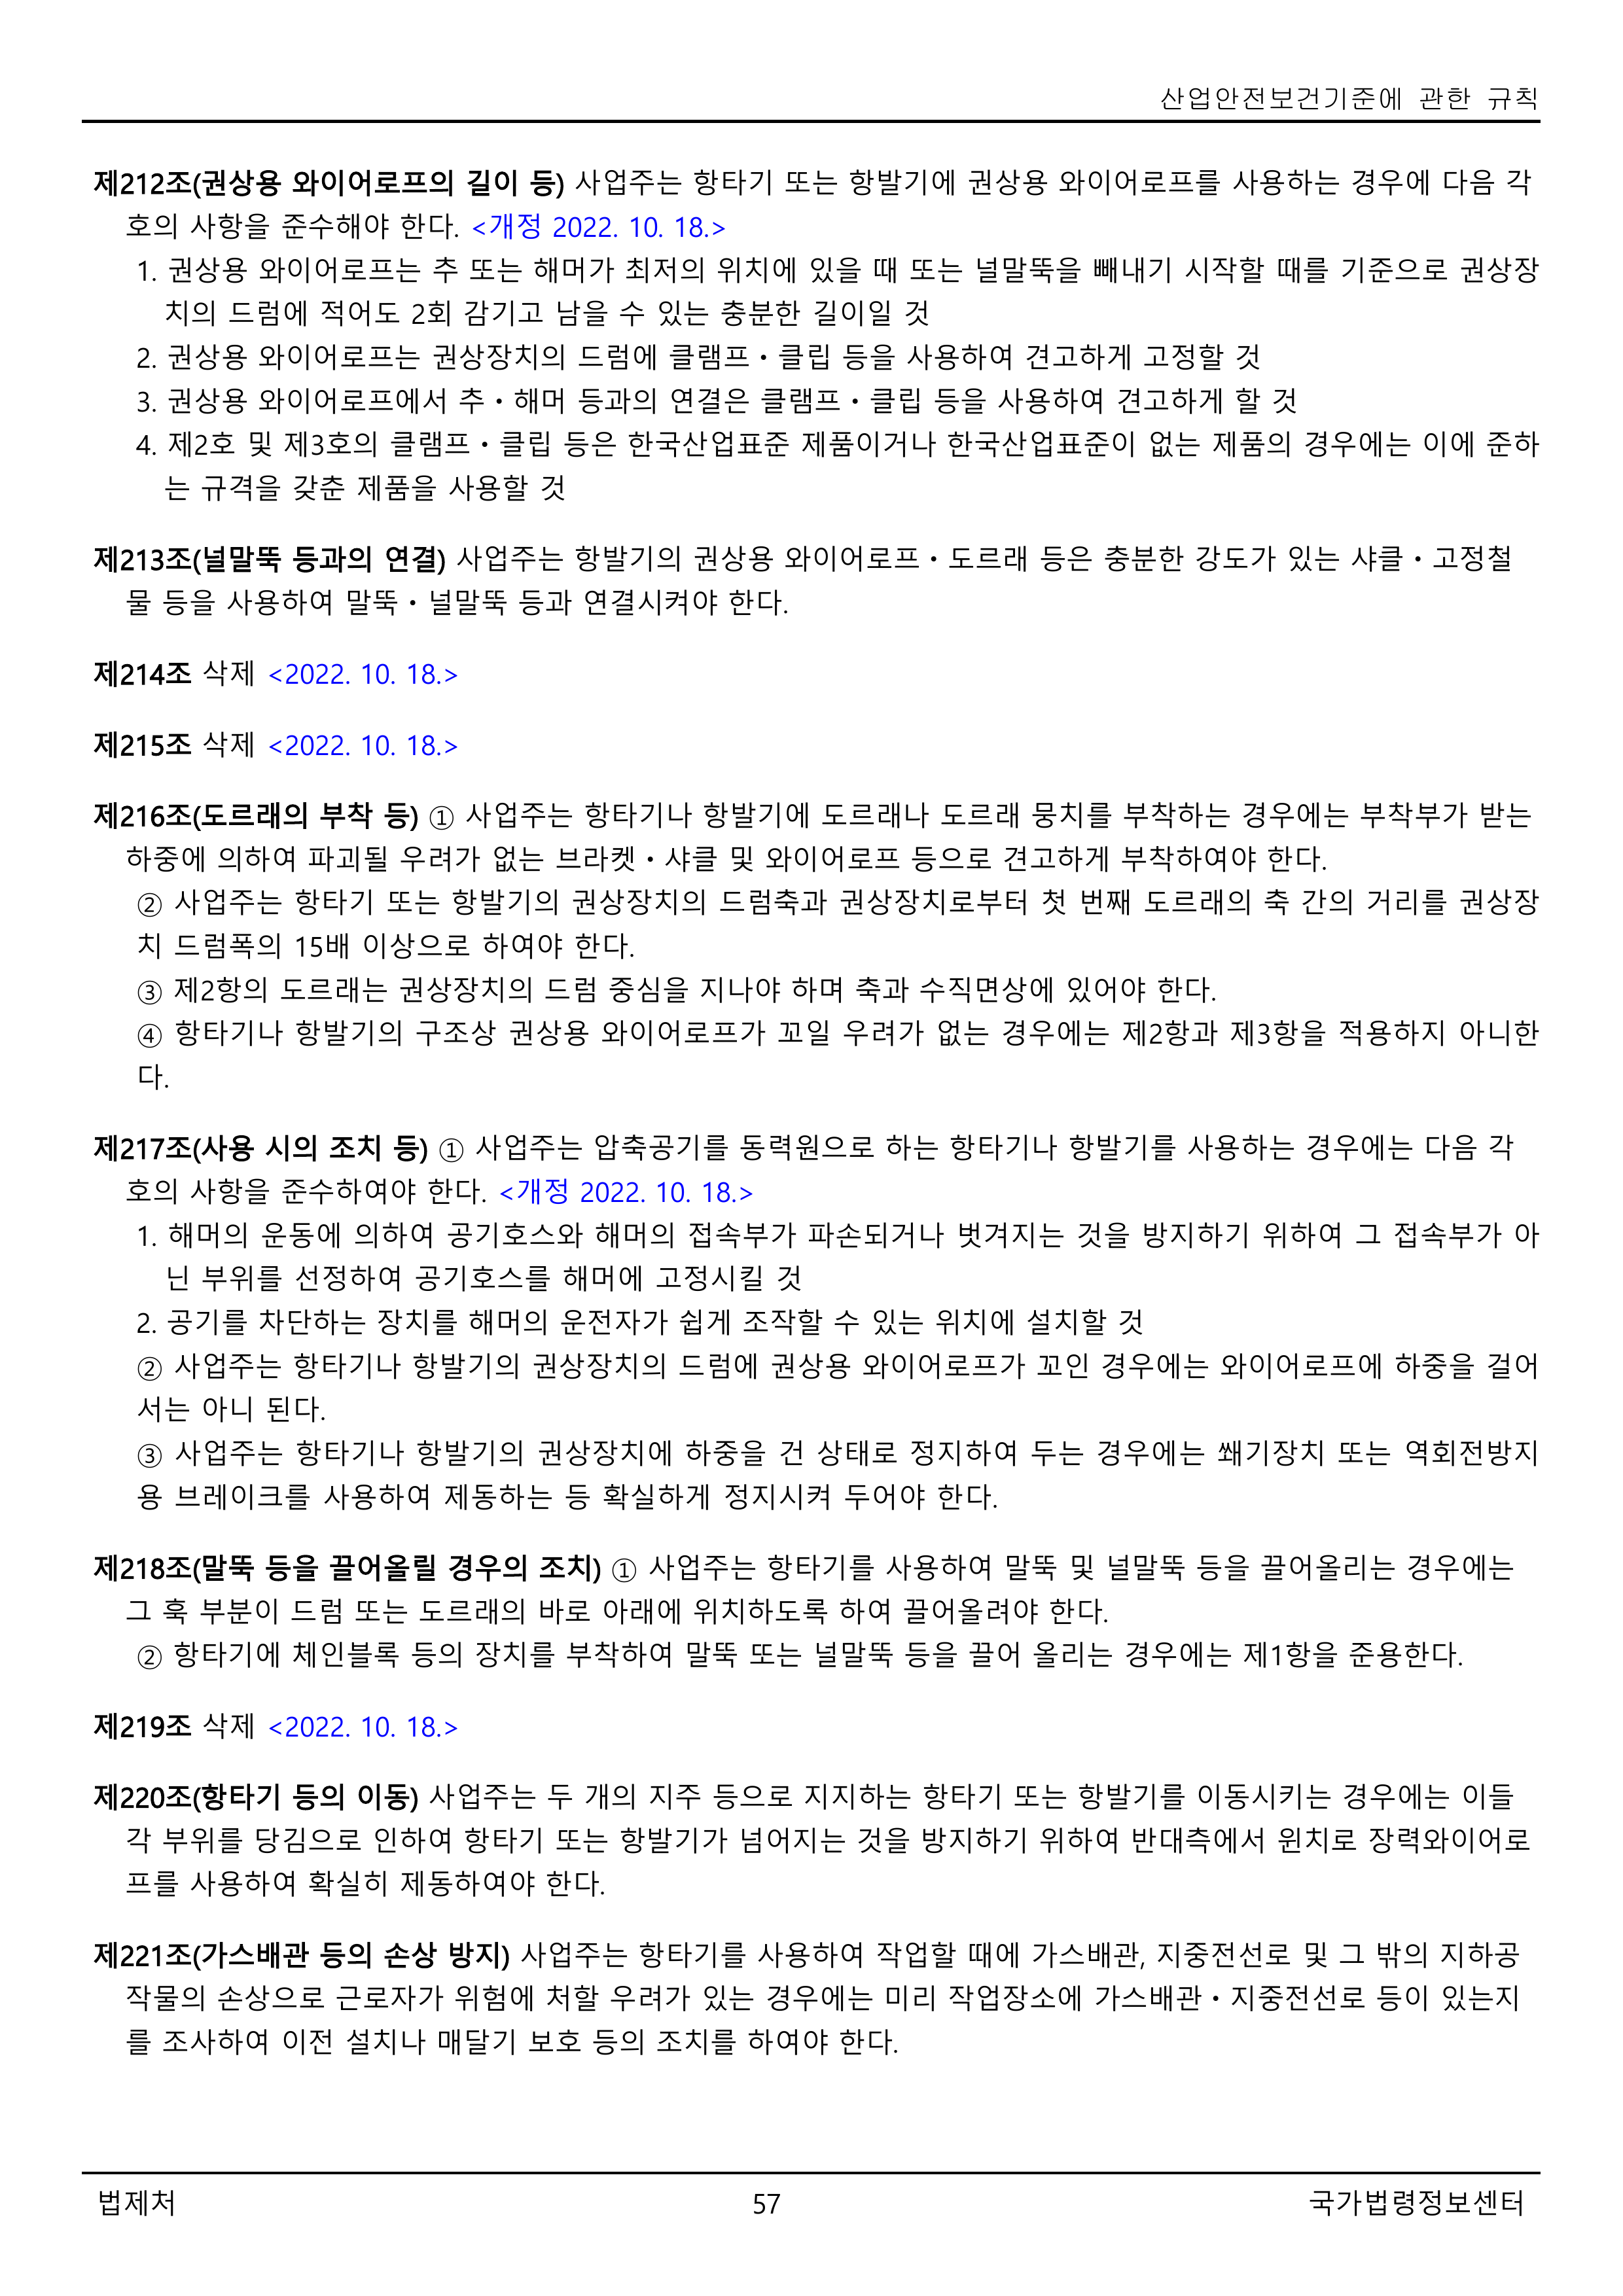 산업안전보건기준에 관한 규칙
제212조(권상용 와이어로프의 길이 등) 사업주는 항타기 또는 항발기에 권상용 와이어로프를 사용하는 경우에 다음 각
호의 사항을 준수해야 한다. <개정 2022. 10. 18.>
1. 권상용 와이어로프는 추 또는 해머가 최저의 위치에 있을 때 또는 널말뚝을 빼내기 시작할 때를 기준으로 권상장
치의 드럼에 적어도 2회 감기고 남을 수 있는 충분한 길이일 것
2. 권상용 와이어로프는 권상장치의 드럼에 클램프ㆍ클립 등을 사용하여 견고하게 고정할 것
3. 권상용 와이어로프에서 추ㆍ해머 등과의 연결은 클램프ㆍ클립 등을 사용하여 견고하게 할 것
4. 제2호 및 제3호의 클램프ㆍ클립 등은 한국산업표준 제품이거나 한국산업표준이 없는 제품의 경우에는 이에 준하
는 규격을 갖춘 제품을 사용할 것
제213조(널말뚝 등과의 연결) 사업주는 항발기의 권상용 와이어로프ㆍ도르래 등은 충분한 강도가 있는 샤클ㆍ고정철
물 등을 사용하여 말뚝ㆍ널말뚝 등과 연결시켜야 한다.
제214조 삭제 <2022. 10. 18.>
제215조 삭제 <2022. 10. 18.>
제216조(도르래의 부착 등) ① 사업주는 항타기나 항발기에 도르래나 도르래 뭉치를 부착하는 경우에는 부착부가 받는
하중에 의하여 파괴될 우려가 없는 브라켓ㆍ샤클 및 와이어로프 등으로 견고하게 부착하여야 한다.
② 사업주는 항타기 또는 항발기의 권상장치의 드럼축과 권상장치로부터 첫 번째 도르래의 축 간의 거리를 권상장
치 드럼폭의 15배 이상으로 하여야 한다.
③ 제2항의 도르래는 권상장치의 드럼 중심을 지나야 하며 축과 수직면상에 있어야 한다.
④ 항타기나 항발기의 구조상 권상용 와이어로프가 꼬일 우려가 없는 경우에는 제2항과 제3항을 적용하지 아니한
다.
제217조(사용 시의 조치 등) ① 사업주는 압축공기를 동력원으로 하는 항타기나 항발기를 사용하는 경우에는 다음 각
호의 사항을 준수하여야 한다. <개정 2022. 10. 18.>
1. 해머의 운동에 의하여 공기호스와 해머의 접속부가 파손되거나 벗겨지는 것을 방지하기 위하여 그 접속부가 아
닌 부위를 선정하여 공기호스를 해머에 고정시킬 것
2. 공기를 차단하는 장치를 해머의 운전자가 쉽게 조작할 수 있는 위치에 설치할 것
② 사업주는 항타기나 항발기의 권상장치의 드럼에 권상용 와이어로프가 꼬인 경우에는 와이어로프에 하중을 걸어
서는 아니 된다.
③ 사업주는 항타기나 항발기의 권상장치에 하중을 건 상태로 정지하여 두는 경우에는 쐐기장치 또는 역회전방지
용 브레이크를 사용하여 제동하는 등 확실하게 정지시켜 두어야 한다.
제218조(말뚝 등을 끌어올릴 경우의 조치) ① 사업주는 항타기를 사용하여 말뚝 및 널말뚝 등을 끌어올리는 경우에는
그 훅 부분이 드럼 또는 도르래의 바로 아래에 위치하도록 하여 끌어올려야 한다.
② 항타기에 체인블록 등의 장치를 부착하여 말뚝 또는 널말뚝 등을 끌어 올리는 경우에는 제1항을 준용한다.
제219조 삭제 <2022. 10. 18.>
제220조(항타기 등의 이동) 사업주는 두 개의 지주 등으로 지지하는 항타기 또는 항발기를 이동시키는 경우에는 이들
각 부위를 당김으로 인하여 항타기 또는 항발기가 넘어지는 것을 방지하기 위하여 반대측에서 윈치로 장력와이어로
프를 사용하여 확실히 제동하여야 한다.
제221조(가스배관 등의 손상 방지) 사업주는 항타기를 사용하여 작업할 때에 가스배관, 지중전선로 및 그 밖의 지하공
작물의 손상으로 근로자가 위험에 처할 우려가 있는 경우에는 미리 작업장소에 가스배관ㆍ지중전선로 등이 있는지
를 조사하여 이전 설치나 매달기 보호 등의 조치를 하여야 한다.
법제처 57 국가법령정보센터